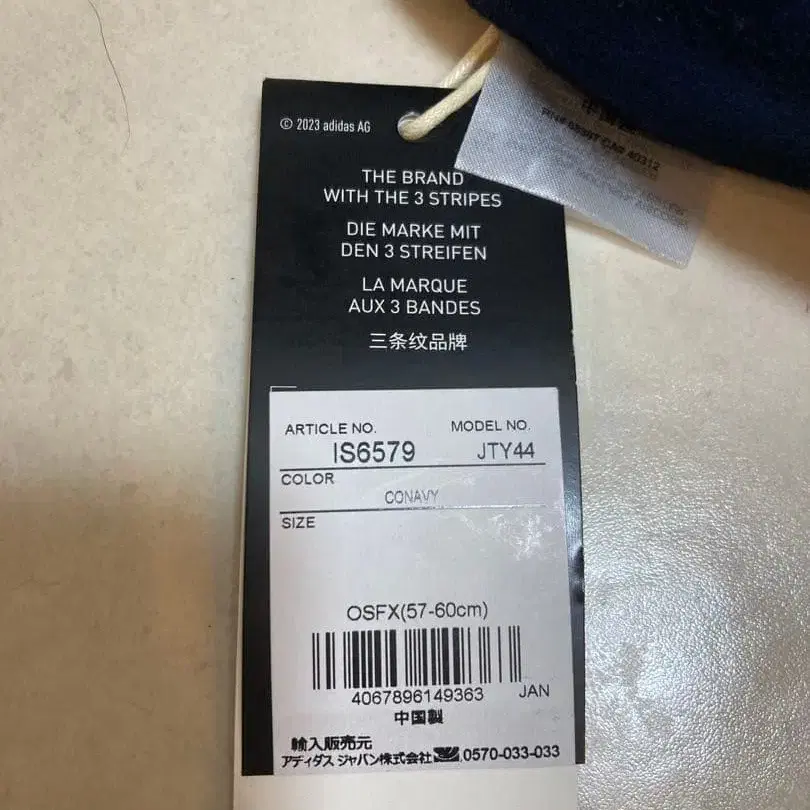 © 2023 adidas AG
THE BRAND
WITH THE 3 STRIPES
DIE MARKE MIT
DEN 3 STREIFEN
LA MARQUE
AUX 3 BANDES
三条纹品牌
ARTICLE NO. MODEL NO.
IS6579 JTY44
COLOR
CONAVY
SIZE
OSFX(57-60cm)
4067896149363 JAN
中国製
輸入販売元
アディダス ジャパン株式会社 0570-033-033
CA# 40312